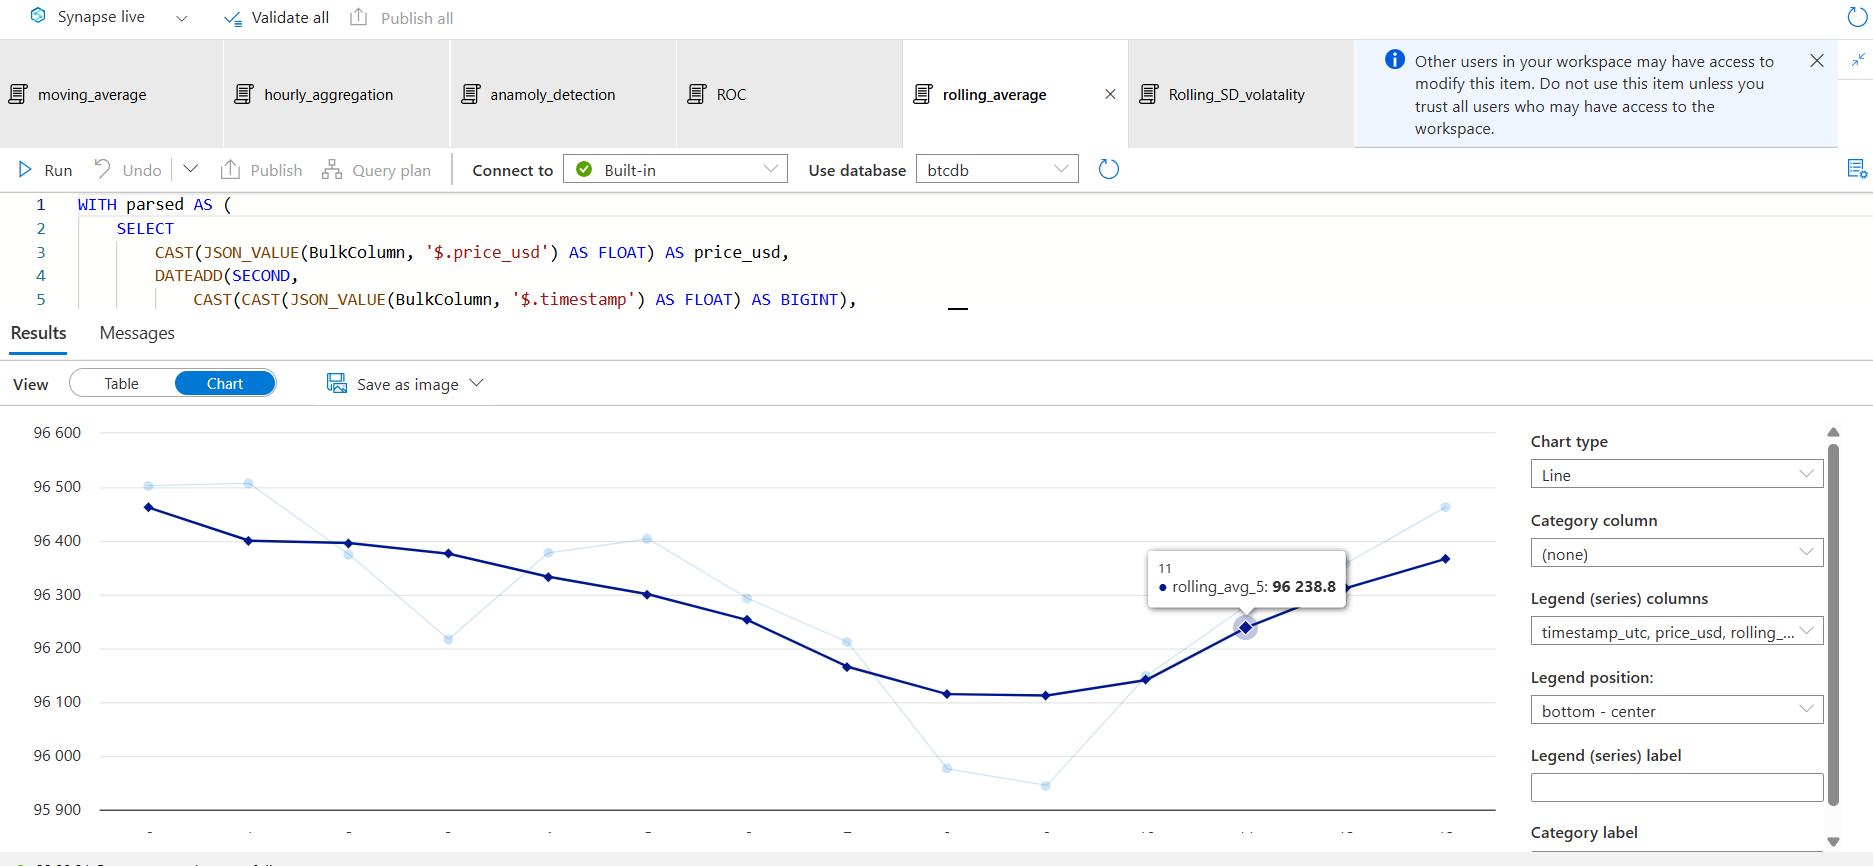 Synapse live
Validate all
Publish all
moving_average
hourly_aggregation
anamoly_detection
ROC
rolling_average
Rolling_SD_volatality
Other users in your workspace may have access to
modify this item. Do not use this item unless you
trust all users who may have access to the
workspace.
Run
Undo
Publish
Query plan
Connect to
Built-in
Use database
btcdb
1 WITH parsed AS (
2 SELECT
3 CAST(JSON_VALUE(BulkColumn, '$.price_usd') AS FLOAT) AS price_usd,
4 DATEADD(SECOND,
5 CAST(CAST(JSON_VALUE(BulkColumn, '$.timestamp') AS FLOAT) AS BIGINT),
Results
Messages
View
Table
Chart
Save as image
96 600
96 500
96 400
96 300
96 200
96 100
96 000
95 900
11
rolling_avg_5: 96 238.8
Chart type
Line
Category column
(none)
Legend (series) columns
timestamp_utc, price_usd, rolling_...
Legend position:
bottom - center
Legend (series) label
Category label